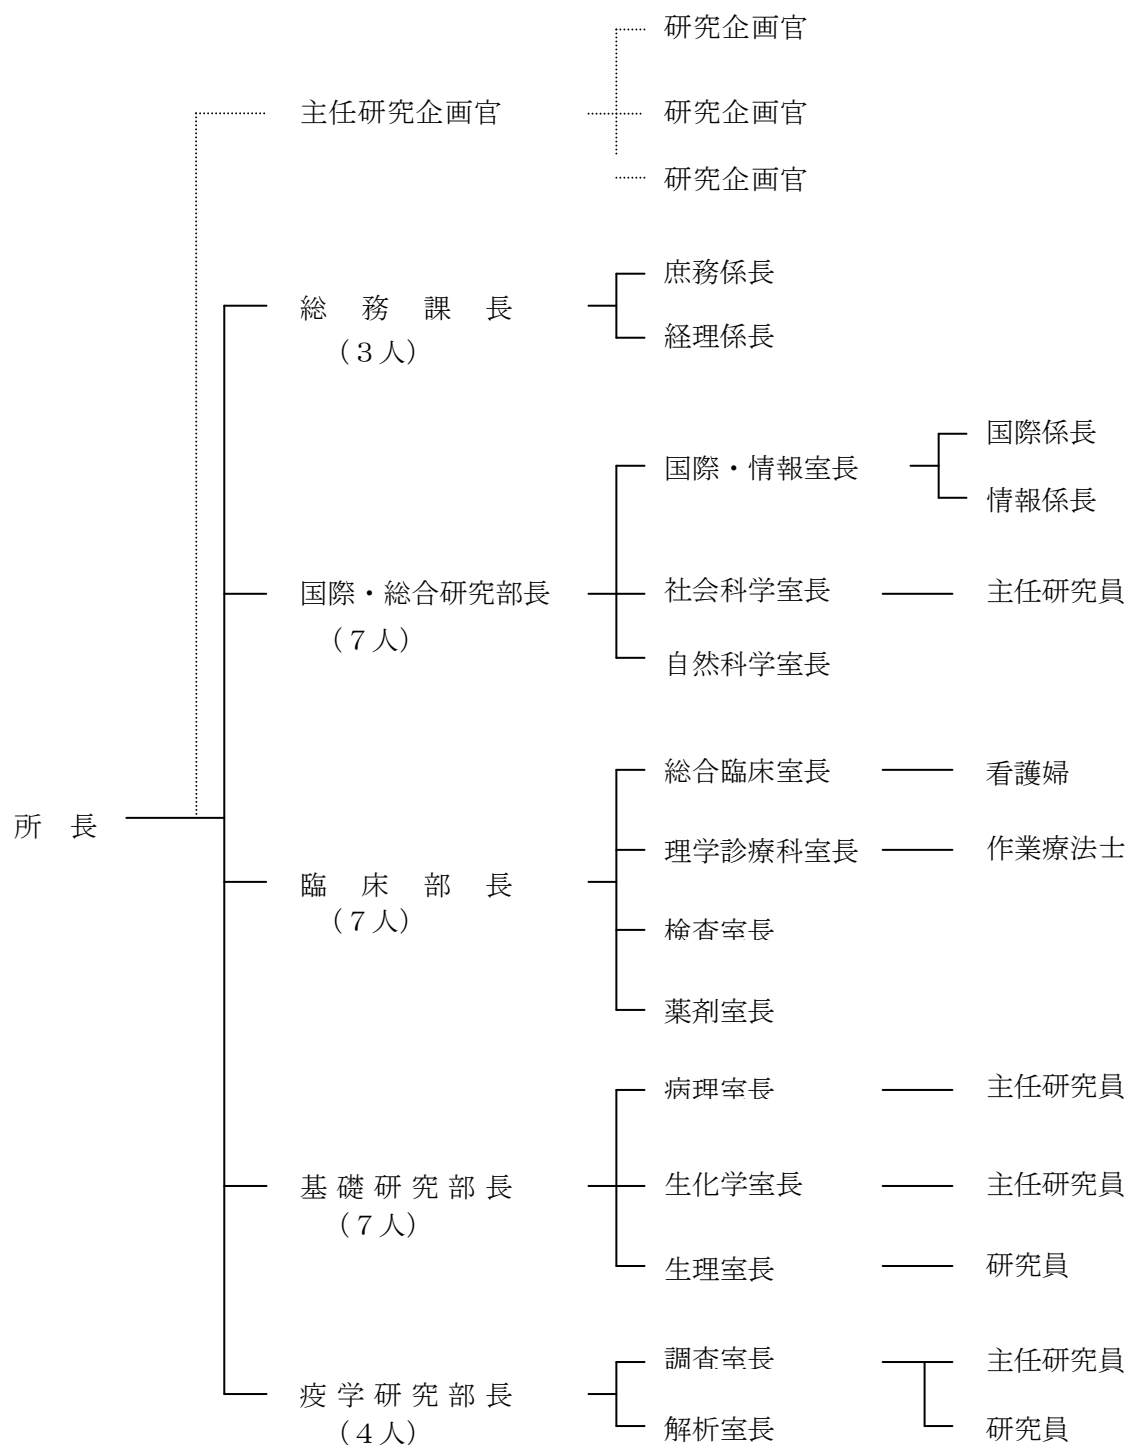 研究企画官
主任研究企画官
研究企画官
研究企画官
庶務係長
総務課長
(3人)
経理係長
国際係長
国際・情報室長
情報係長
国際・総合研究部長
(7人)
社会科学室長
主任研究員
自然科学室長
総合臨床室長
看護婦
所長
理学診療科室長
作業療法士
臨床部長
(7人)
検査室長
薬剤室長
病理室長
主任研究員
基礎研究部長
(7人)
生化学室長
主任研究員
生理室長
研究員
調査室長
主任研究員
疫学研究部長
(4人)
解析室長
研究員